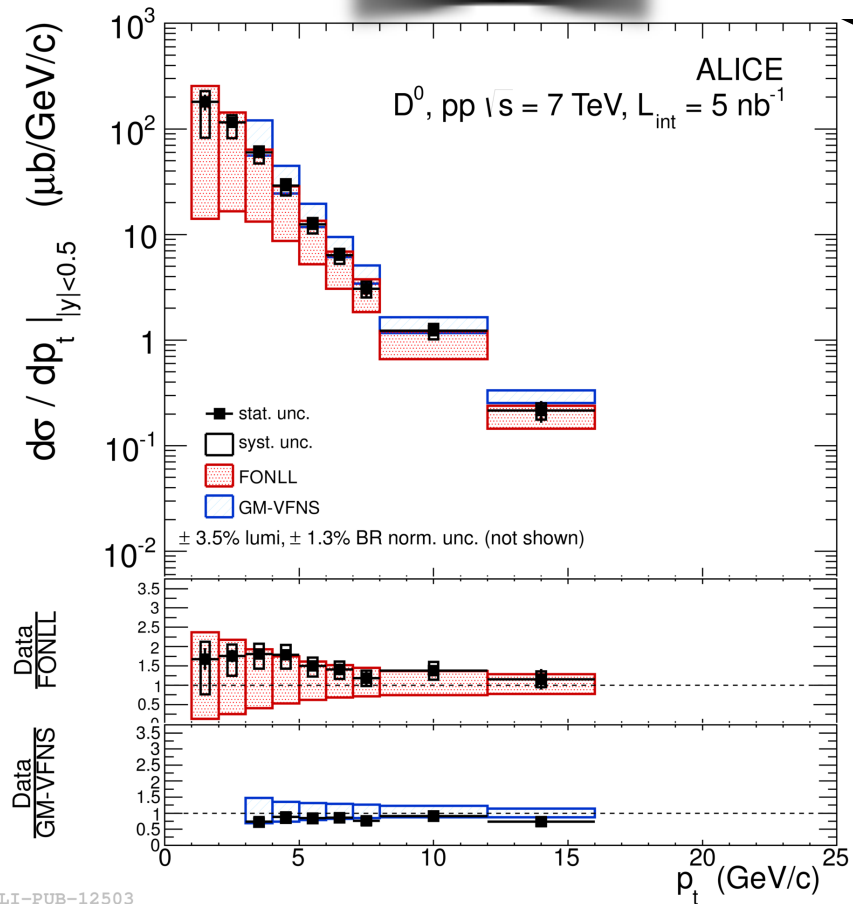 ALICE
D⁰, pp √s = 7 TeV, L_int = 5 nb⁻¹
dσ / dp_t |_|y|<0.5 (μb/GeV/c)
10³
10²
10
1
10⁻¹
10⁻²
stat. unc.
syst. unc.
FONLL
GM-VFNS
± 3.5% lumi, ± 1.3% BR norm. unc. (not shown)
Data
FONLL
3.5
3
2.5
2
1.5
1
0.5
0
Data
GM-VFNS
3.5
3
2.5
2
1.5
1
0.5
0
0 5 10 15 20 25
p_t (GeV/c)
LI-PUB-12503